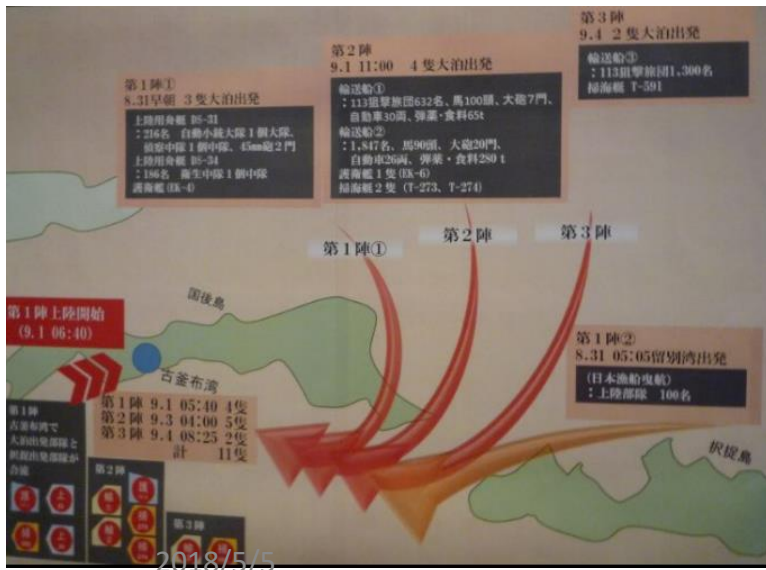 第3陣
9.4 2隻大泊出発
輸送船③
:113狙撃旅団1,300名
掃海艇 T-591
第2陣
9.1 11:00 4隻大泊出発
輸送船①
:113狙撃旅団632名、馬100頭、大砲7門、
自動車30両、弾薬・食料65t
輸送船②
:1,847名、馬90頭、大砲20門、
自動車26両、弾薬・食料280t
護衛艦1隻(EK-6)
掃海艇2隻(T-273、T-274)
第1陣①
8.31早朝 3隻大泊出発
上陸用舟艇 DS-31
:216名 自動小銃大隊1個大隊、
偵察中隊1個中隊、45mm砲2門
上陸用舟艇 DS-34
:186名 衛生中隊1個中隊
護衛艦(EK-4)
第1陣①
第2陣
第3陣
国後島
第1陣上陸開始
(9.1 06:40)
古釜布湾
第1陣②
8.31 05:05留別湾出発
(日本漁船曳航)
:上陸部隊 100名
第1陣 9.1 05:40 4隻
第2陣 9.3 04:00 5隻
第3陣 9.4 08:25 2隻
計 11隻
択捉島
第1陣
古釜布湾で
大泊出発部隊と
択捉出発部隊が
合流
第2陣
第3陣
2018/5/5